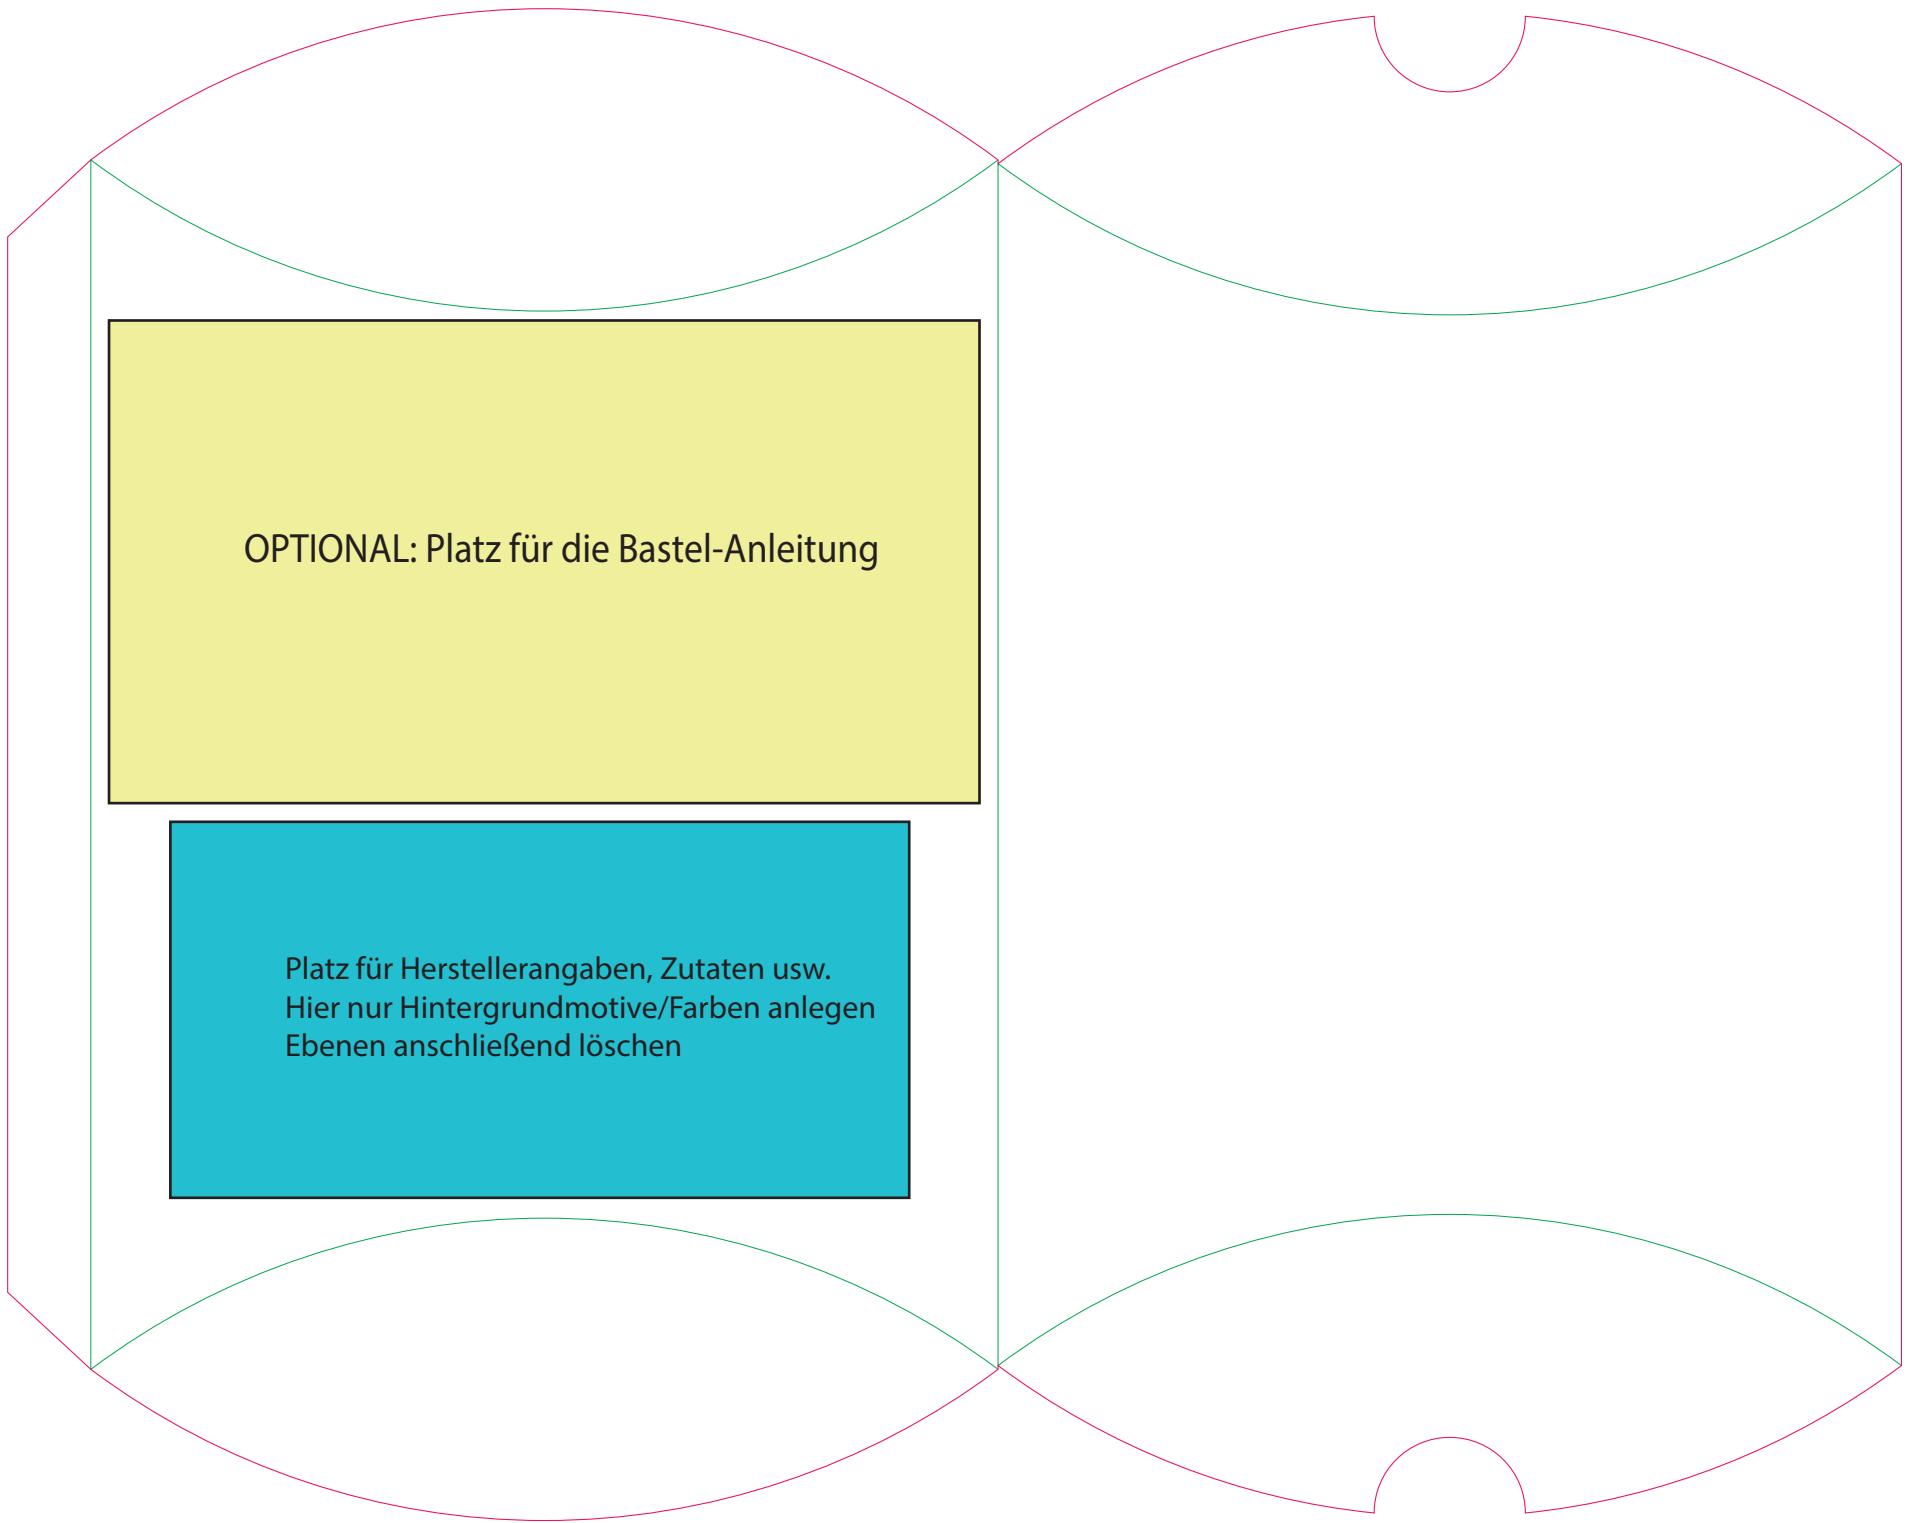 OPTIONAL: Platz für die Bastel-Anleitung
Platz für Herstellerangaben, Zutaten usw.
Hier nur Hintergrundmotive/Farben anlegen
Ebenen anschließend löschen